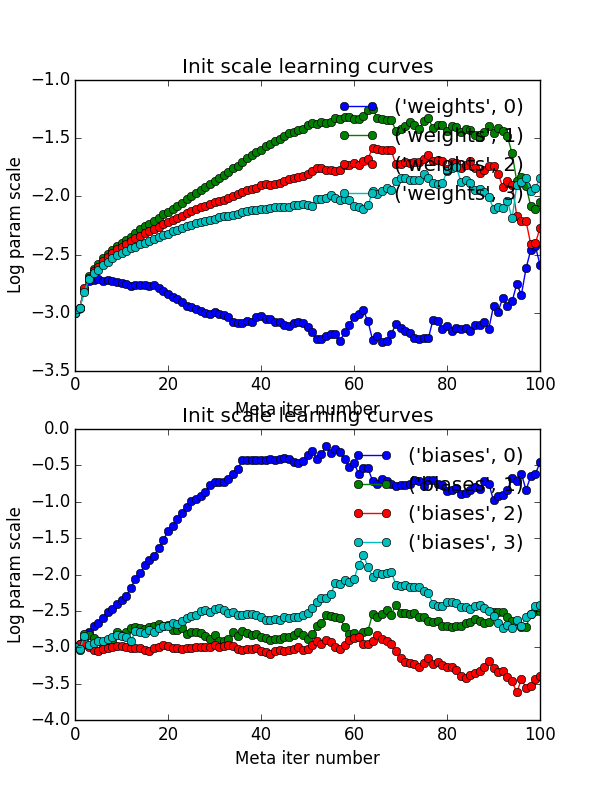 Init scale learning curves
('weights', 0)
('weights', 1)
('weights', 2)
('weights', 3)
Log param scale
−1.0
−1.5
−2.0
−2.5
−3.0
−3.5
0 20 40 60 80 100
Meta iter number
Init scale learning curves
('biases', 0)
('biases', 1)
('biases', 2)
('biases', 3)
Log param scale
0.0
−0.5
−1.0
−1.5
−2.0
−2.5
−3.0
−3.5
−4.0
0 20 40 60 80 100
Meta iter number